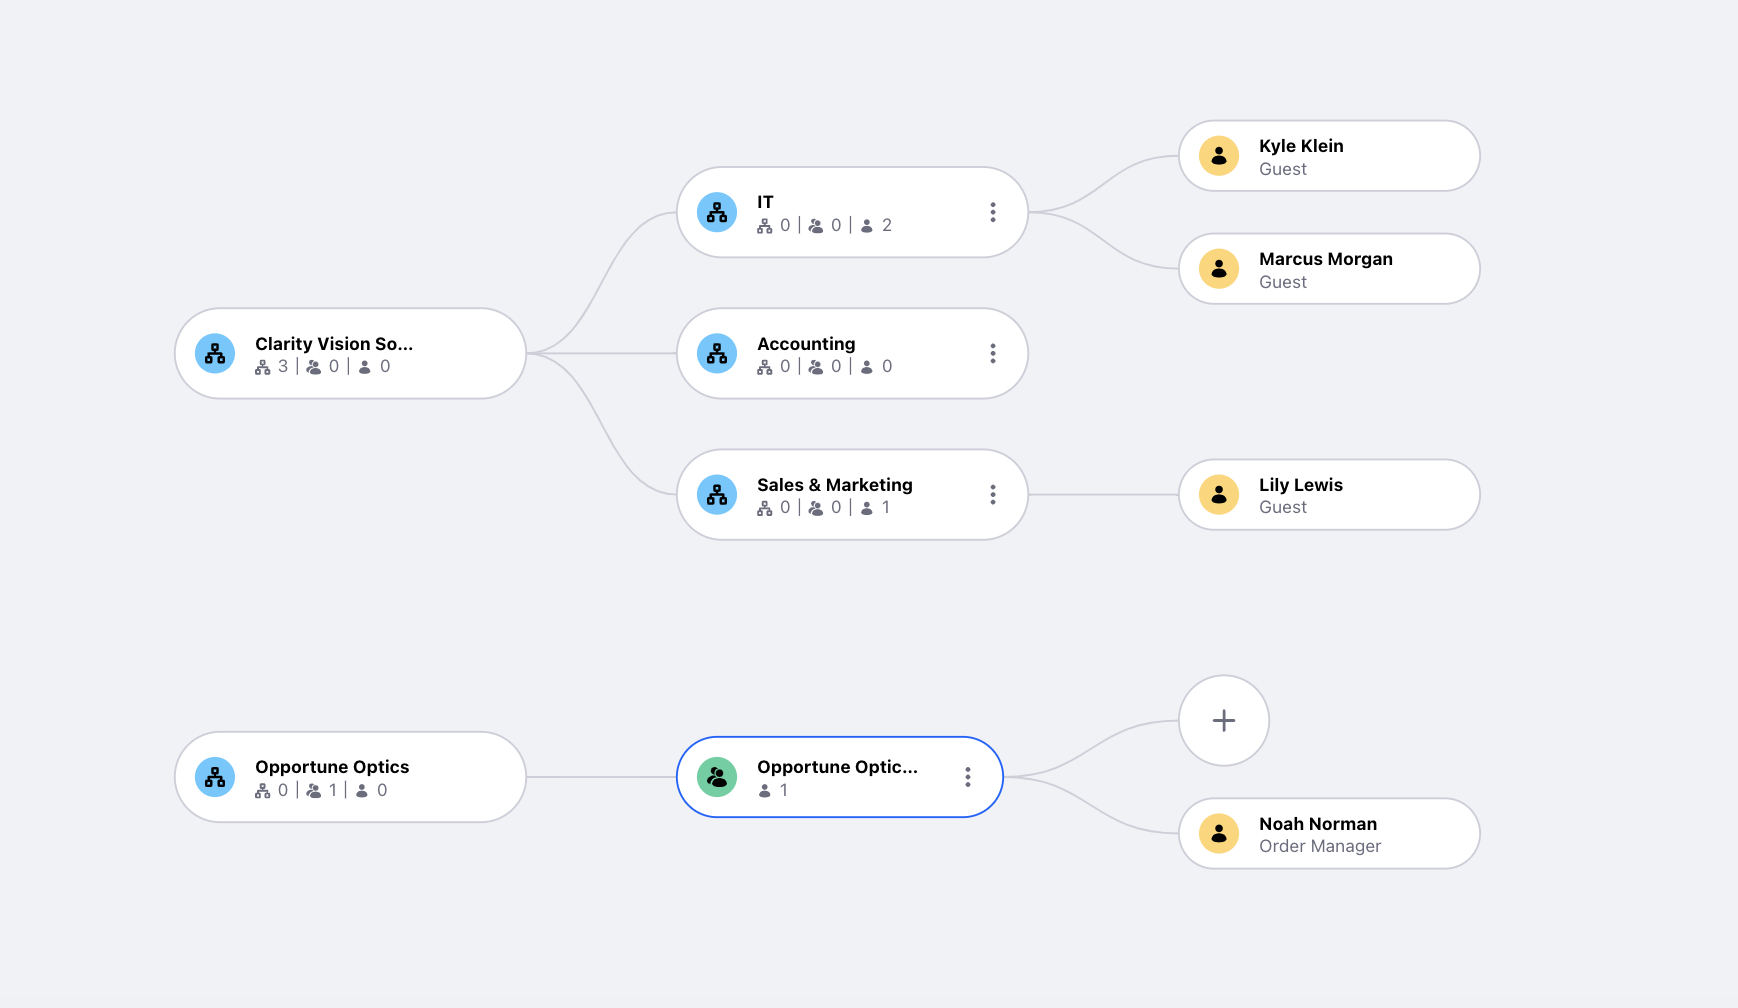 Kyle Klein
Guest
IT
0 | 0 | 2
Marcus Morgan
Guest
Clarity Vision So...
3 | 0 | 0
Accounting
0 | 0 | 0
Sales & Marketing
0 | 0 | 1
Lily Lewis
Guest
Opportune Optics
0 | 1 | 0
Opportune Optic...
1
Noah Norman
Order Manager